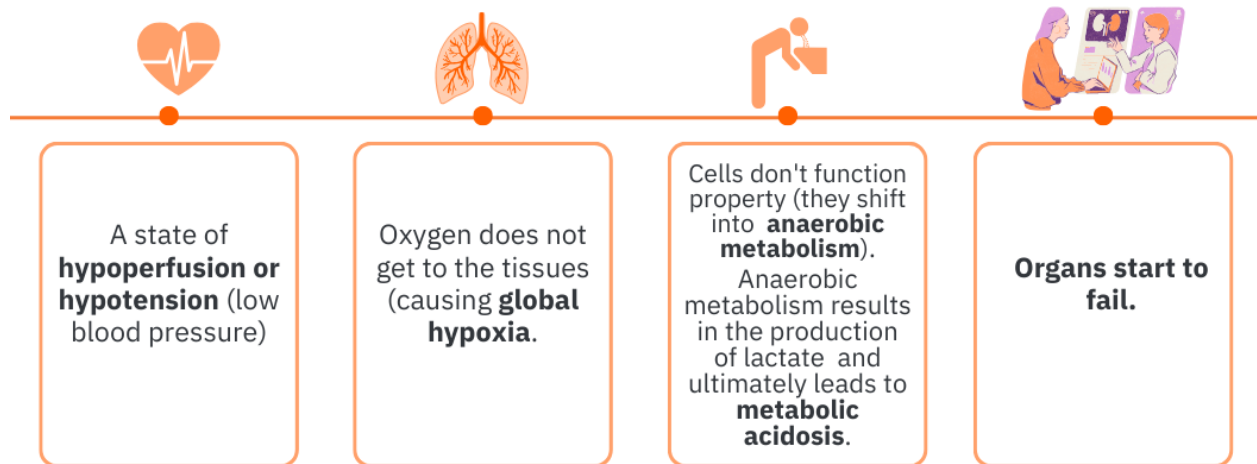 A state of
hypoperfusion or
hypotension (low
blood pressure)
Oxygen does not
get to the tissues
(causing global
hypoxia.
Cells don't function
property (they shift
into anaerobic
metabolism).
Anaerobic
metabolism results
in the production
of lactate and
ultimately leads to
metabolic
acidosis.
Organs start to
fail.